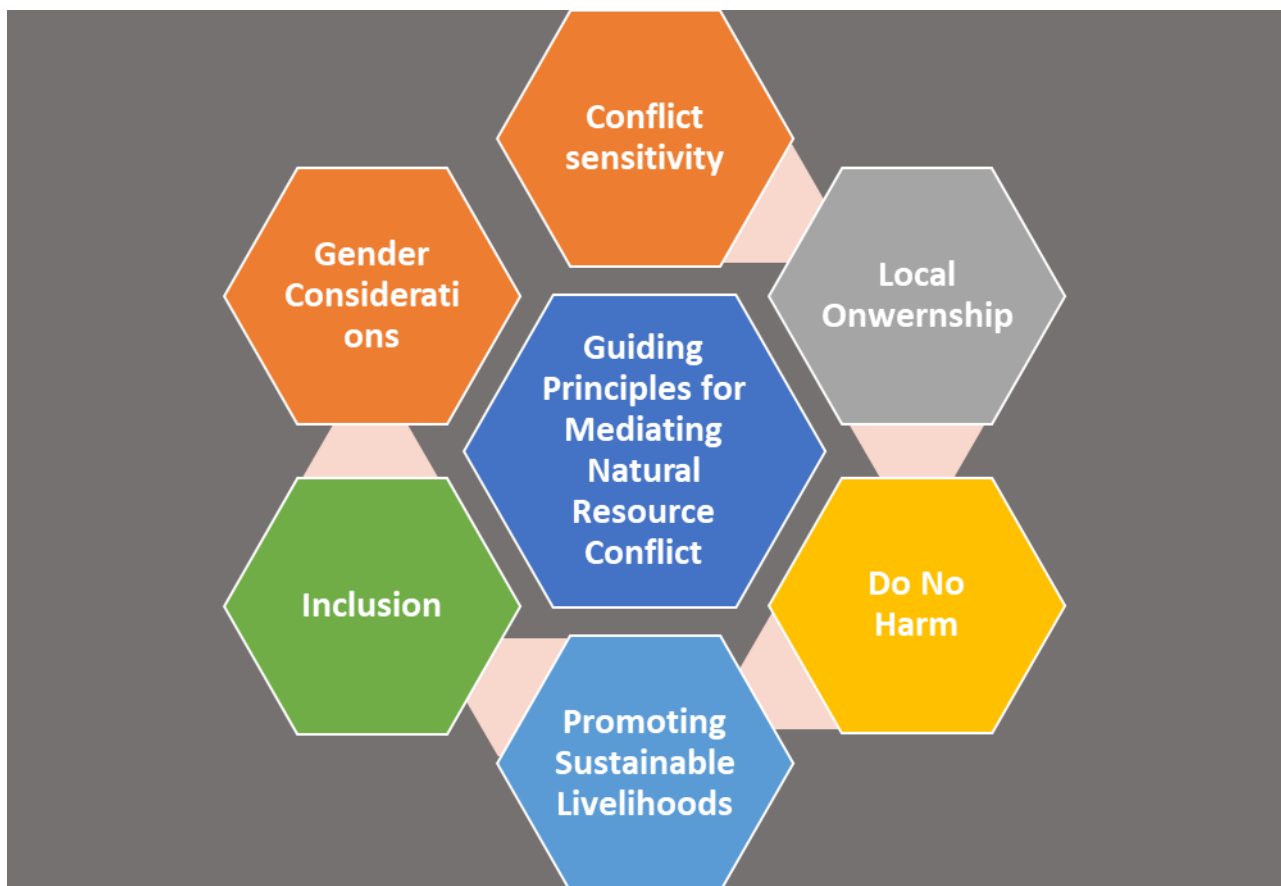 Conflict
sensitivity
Gender
Considerati
ons
Local
Onwernship
Guiding
Principles for
Mediating
Natural
Resource
Conflict
Inclusion
Do No
Harm
Promoting
Sustainable
Livelihoods